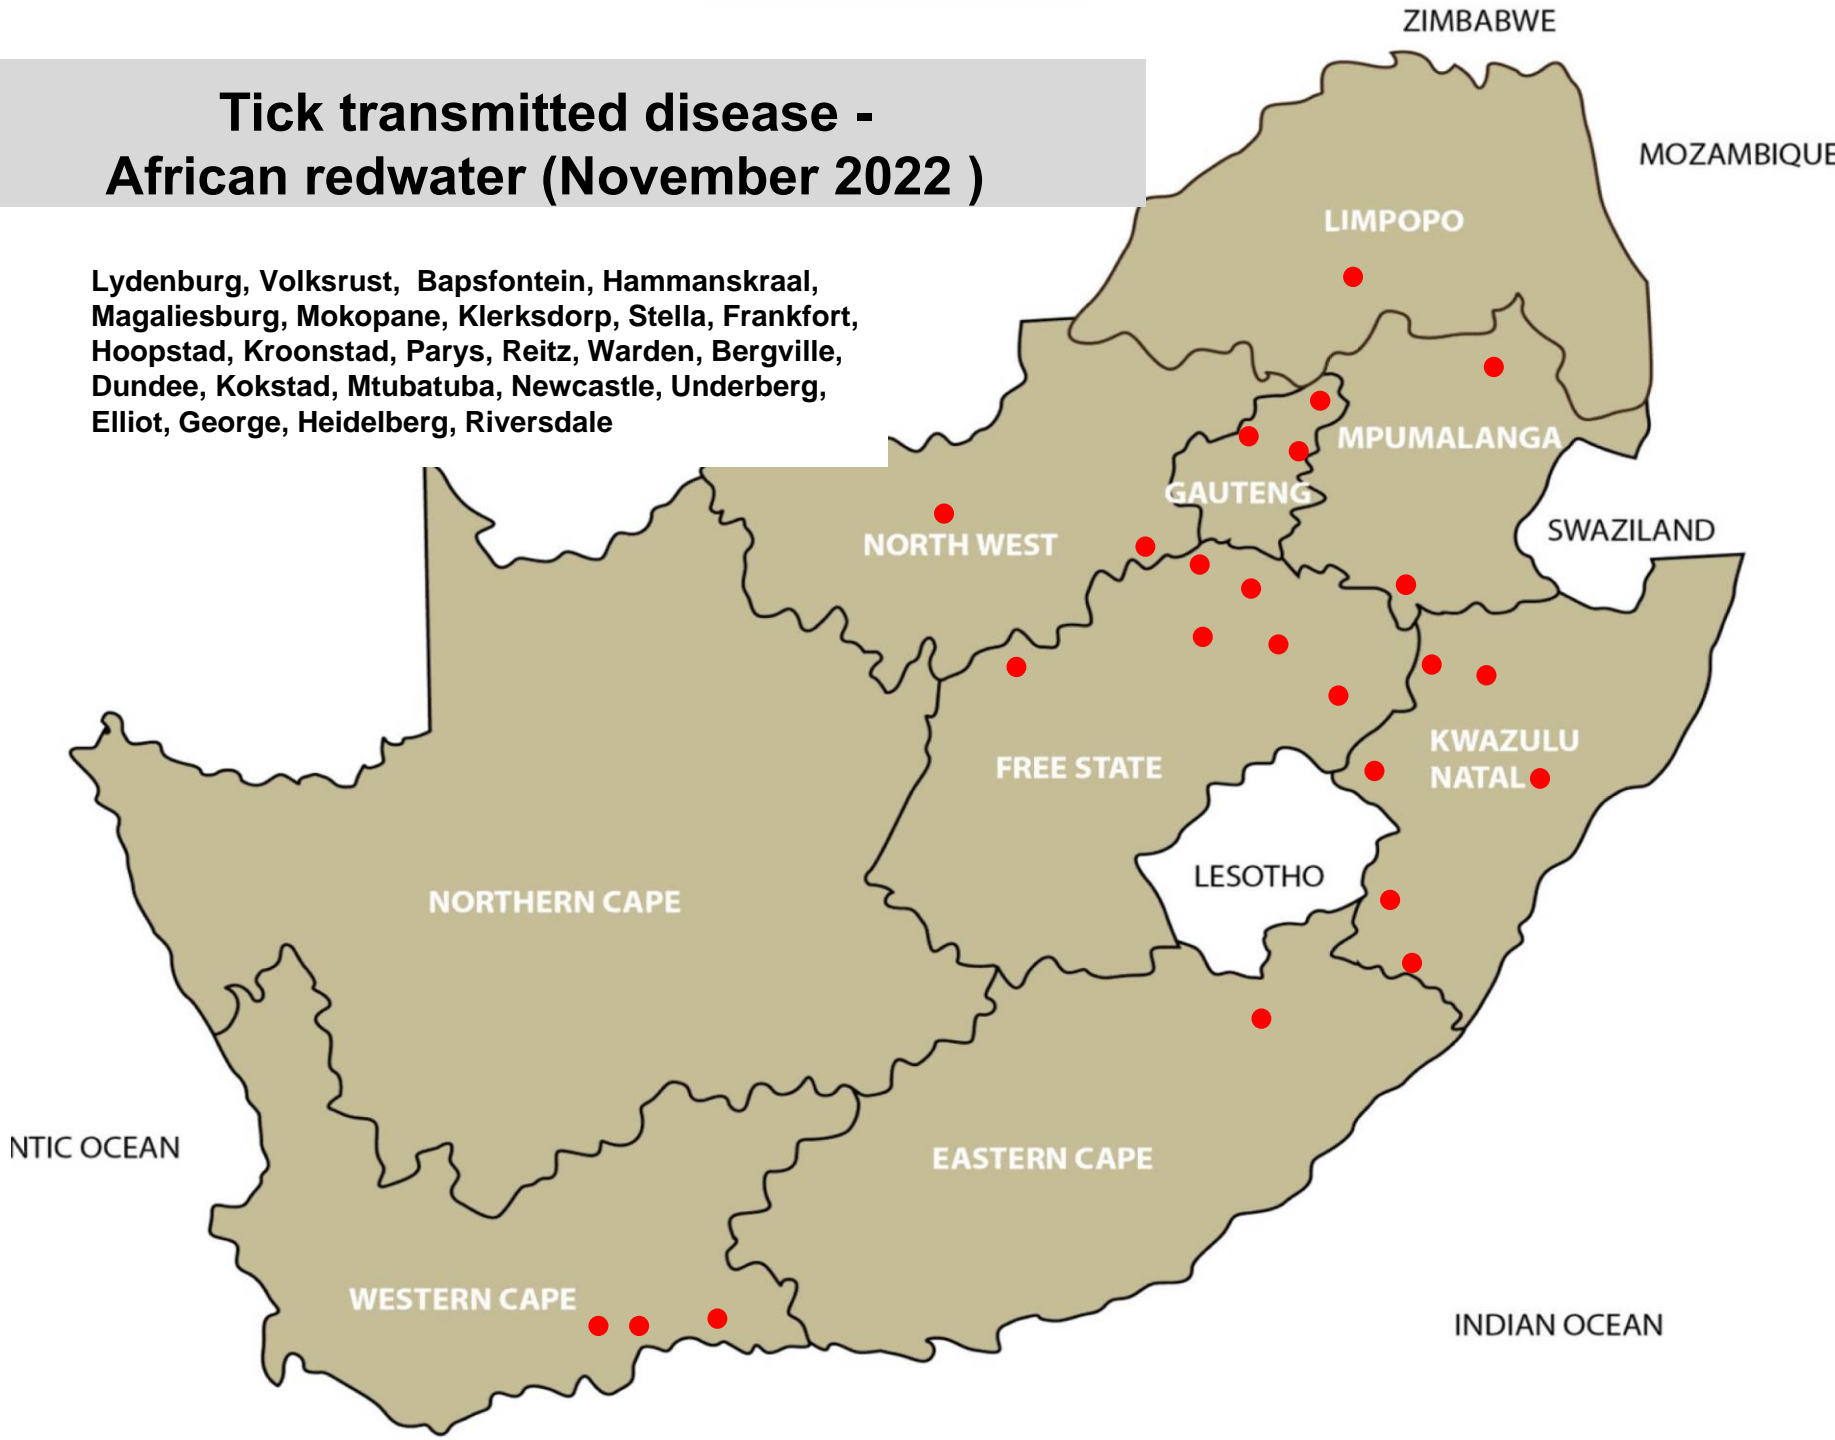 ZIMBABWE
Tick transmitted disease -
African redwater (November 2022 )
MOZAMBIQUE
LIMPOPO
Lydenburg, Volksrust,  Bapsfontein, Hammanskraal,
Magaliesburg, Mokopane, Klerksdorp, Stella, Frankfort,
Hoopstad, Kroonstad, Parys, Reitz, Warden, Bergville,
Dundee, Kokstad, Mtubatuba, Newcastle, Underberg,
Elliot, George, Heidelberg, Riversdale
MPUMALANGA
GAUTENG
SWAZILAND
NORTH WEST
KWAZULU
NATAL
FREE STATE
LESOTHO
NORTHERN CAPE
NTIC OCEAN
EASTERN CAPE
WESTERN CAPE
INDIAN OCEAN